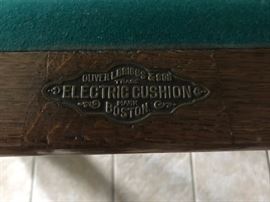 OLIVER L. BRIGGS & SON
TRADE
ELECTRIC CUSHION
MARK
BOSTON